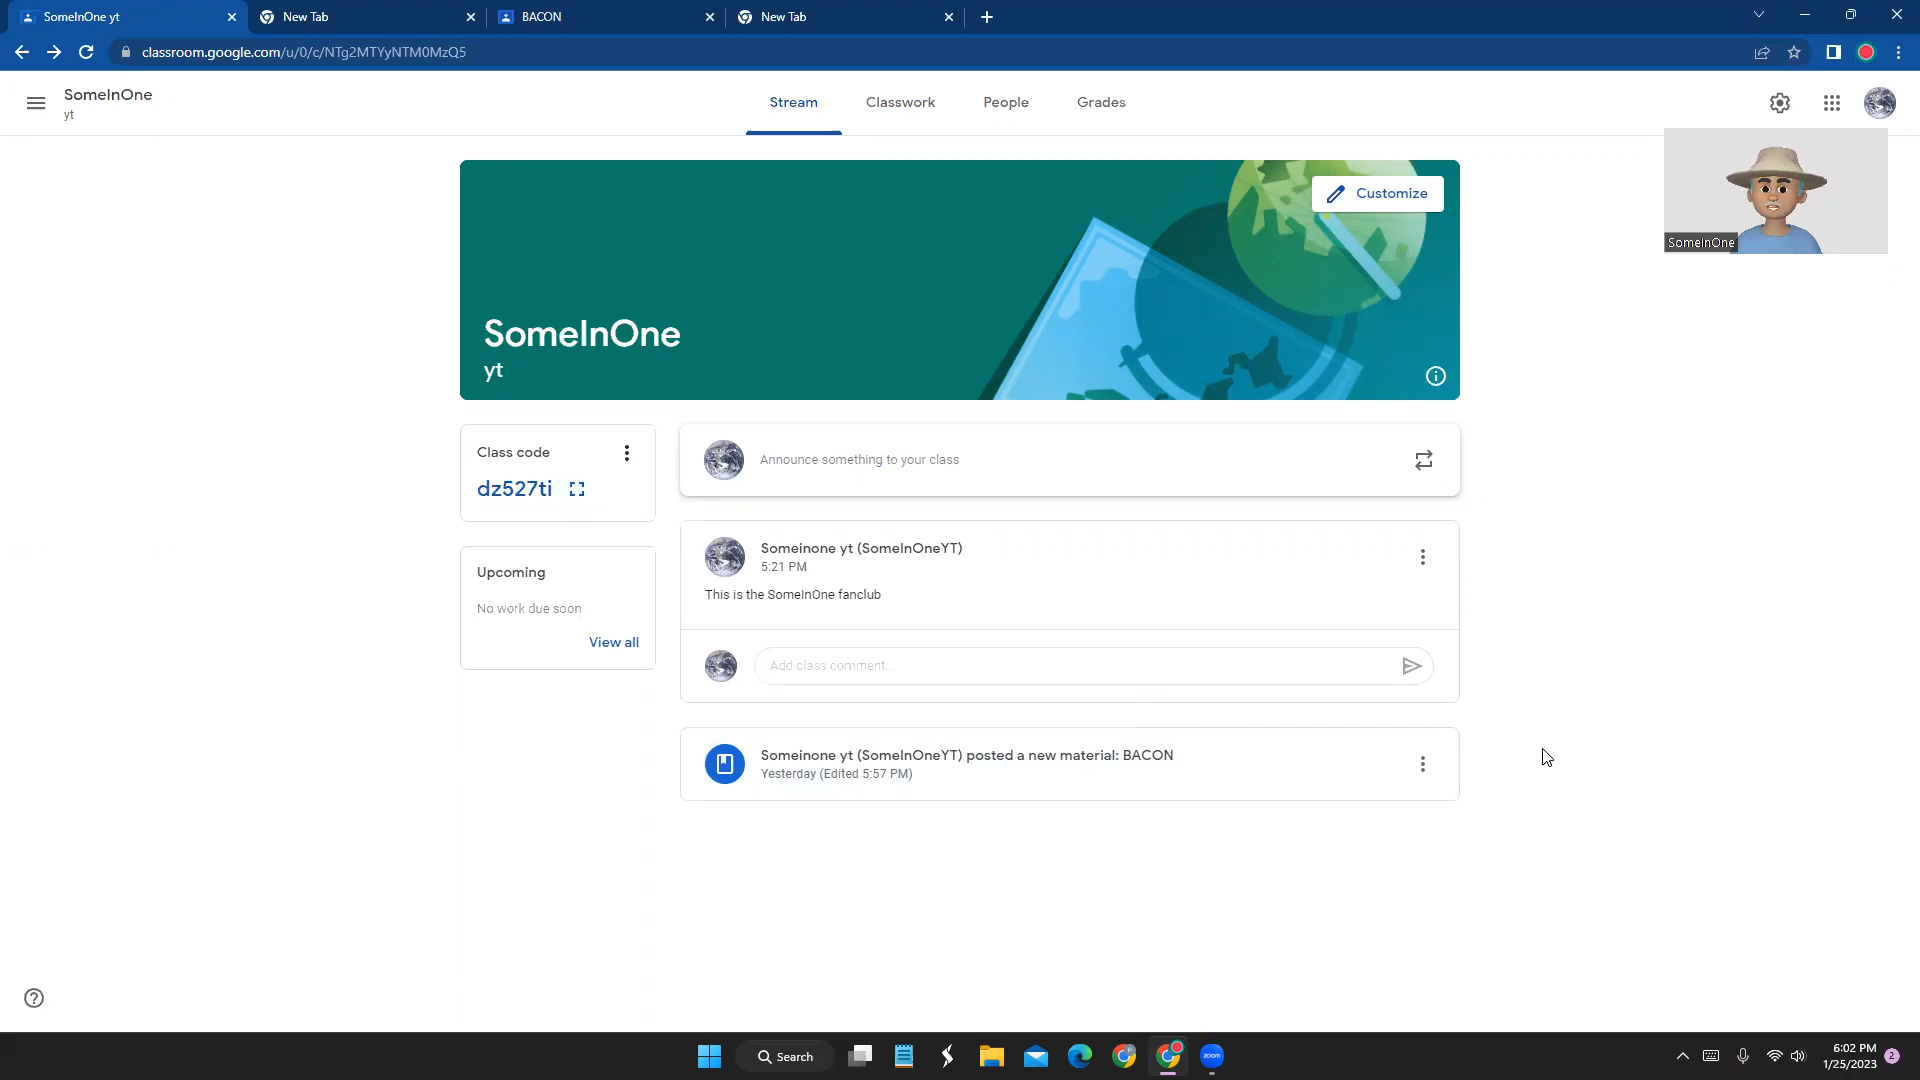 SomeInOne yt
New Tab
BACON
New Tab
classroom.google.com/u/0/c/NTg2MTYyNTM0MzQ5
SomeInOne
yt
Stream
Classwork
People
Grades
Customize
SomeInOne
SomeInOne
yt
Class code
dz527ti
Announce something to your class
Someinone yt (SomeInOneYT)
5:21 PM
This is the SomeInOne fanclub
Upcoming
No work due soon
View all
Add class comment...
Someinone yt (SomeInOneYT) posted a new material: BACON
Yesterday (Edited 5:57 PM)
Search
zoom
6:02 PM
1/25/2023
2